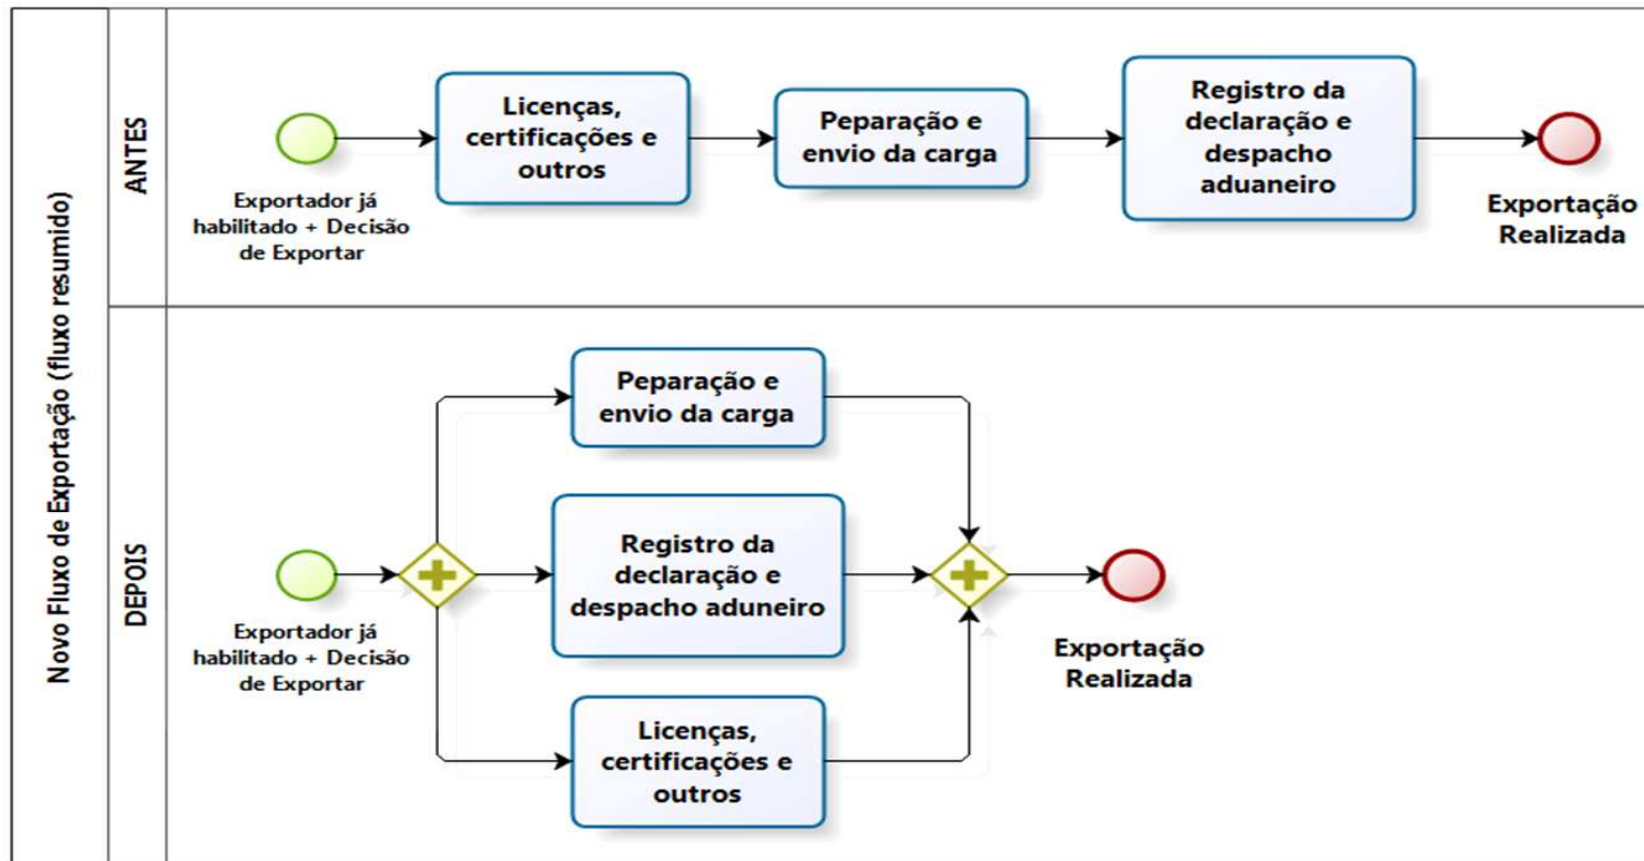 Novo Fluxo de Exportação (fluxo resumido)
ANTES
Exportador já
habilitado + Decisão
de Exportar
Licenças,
certificações e
outros
Peparação e
envio da carga
Registro da
declaração e
despacho
aduaneiro
Exportação
Realizada
DEPOIS
Exportador já
habilitado + Decisão
de Exportar
Peparação e
envio da carga
Registro da
declaração e
despacho aduneiro
Licenças,
certificações e
outros
Exportação
Realizada